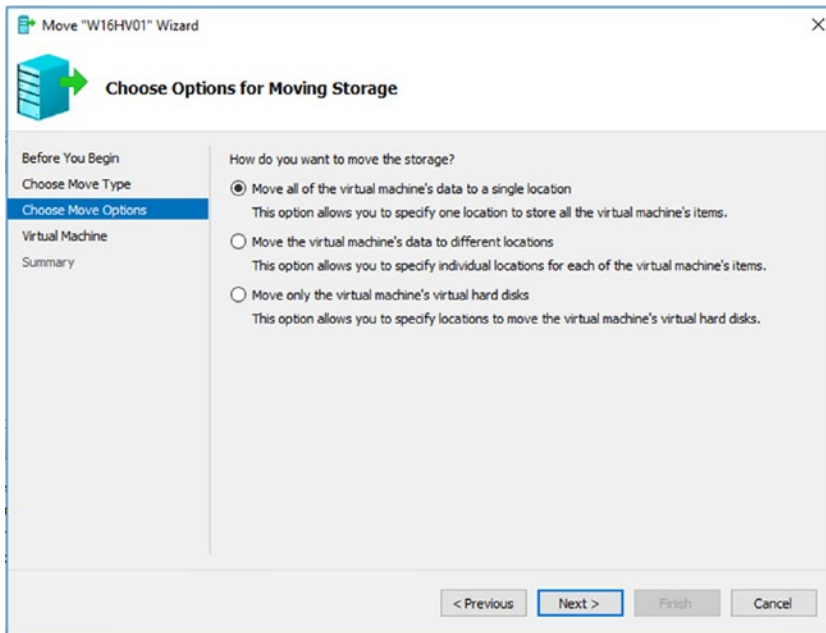 Move "W16HV01" Wizard
Choose Options for Moving Storage
Before You Begin
Choose Move Type
Choose Move Options
Virtual Machine
Summary
How do you want to move the storage?
Move all of the virtual machine's data to a single location
This option allows you to specify one location to store all the virtual machine's items.
Move the virtual machine's data to different locations
This option allows you to specify individual locations for each of the virtual machine's items.
Move only the virtual machine's virtual hard disks
This option allows you to specify locations to move the virtual machine's virtual hard disks.
< Previous
Next >
Finish
Cancel